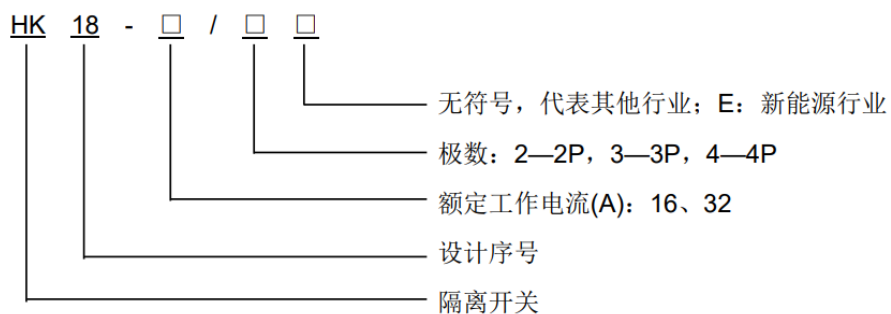 HK 18 - □ / □ □
无符号，代表其他行业；E：新能源行业
极数：2—2P，3—3P，4—4P
额定工作电流(A)：16、32
设计序号
隔离开关